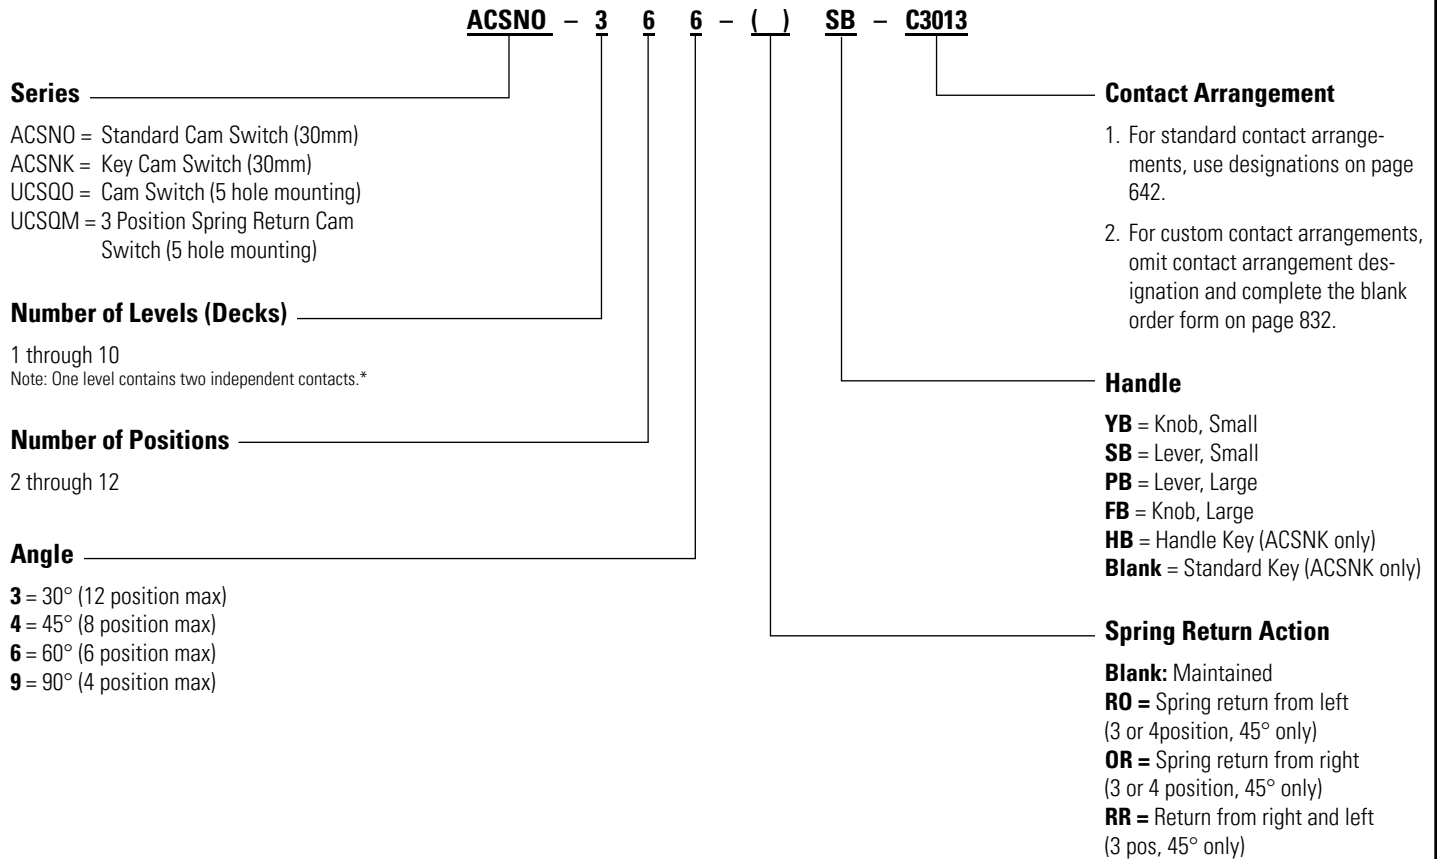 ACSNO – 3 6 6 – ( ) SB – C3013
Series
ACSNO = Standard Cam Switch (30mm)
ACSNK = Key Cam Switch (30mm)
UCSQO = Cam Switch (5 hole mounting)
UCSQM = 3 Position Spring Return Cam
Switch (5 hole mounting)
Number of Levels (Decks)
1 through 10
Note: One level contains two independent contacts.*
Number of Positions
2 through 12
Angle
3 = 30° (12 position max)
4 = 45° (8 position max)
6 = 60° (6 position max)
9 = 90° (4 position max)
Contact Arrangement
1. For standard contact arrange-
ments, use designations on page
642.
2. For custom contact arrangements,
omit contact arrangement des-
ignation and complete the blank
order form on page 832.
Handle
YB = Knob, Small
SB = Lever, Small
PB = Lever, Large
FB = Knob, Large
HB = Handle Key (ACSNK only)
Blank = Standard Key (ACSNK only)
Spring Return Action
Blank: Maintained
RO = Spring return from left
(3 or 4position, 45° only)
OR = Spring return from right
(3 or 4 position, 45° only)
RR = Return from right and left
(3 pos, 45° only)